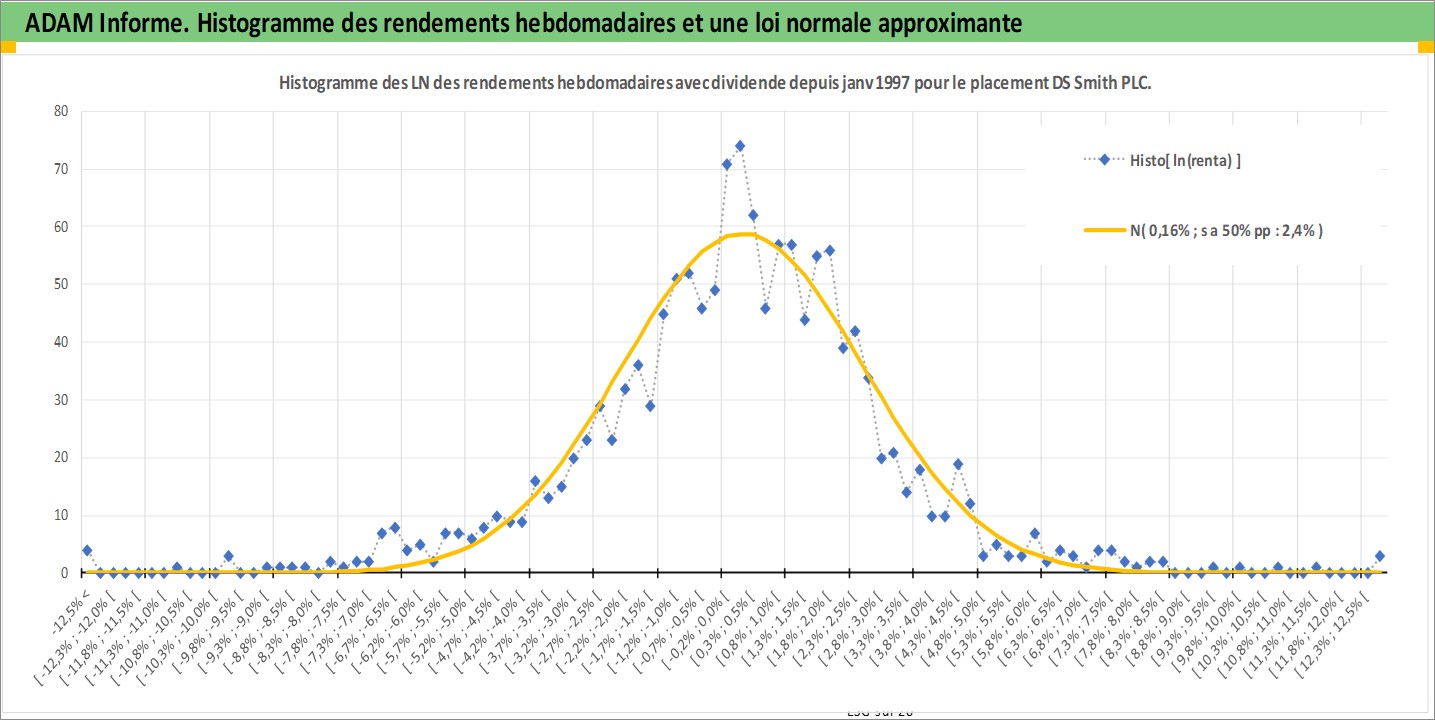 ADAM Informe. Histogramme des rendements hebdomadaires et une loi normale approximante
Histogramme des LN des rendements hebdomadaires avec dividende depuis janv 1997 pour le placement DS Smith PLC.
80
70
60
50
40
30
20
10
0
Histo[ ln(renta) ]
N( 0,16% ; s a 50% pp : 2,4% )
-12,5% <
[ -12,3% ; -12,0% [
[ -11,8% ; -11,5% [
[ -11,3% ; -11,0% [
[ -10,8% ; -10,5% [
[ -10,3% ; -10,0% [
[ -9,8% ; -9,5% [
[ -9,3% ; -9,0% [
[ -8,8% ; -8,5% [
[ -8,3% ; -8,0% [
[ -7,8% ; -7,5% [
[ -7,3% ; -7,0% [
[ -6,7% ; -6,5% [
[ -6,2% ; -6,0% [
[ -5,7% ; -5,5% [
[ -5,2% ; -5,0% [
[ -4,7% ; -4,5% [
[ -4,2% ; -4,0% [
[ -3,7% ; -3,5% [
[ -3,2% ; -3,0% [
[ -2,7% ; -2,5% [
[ -2,2% ; -2,0% [
[ -1,7% ; -1,5% [
[ -1,2% ; -1,0% [
[ -0,7% ; -0,5% [
[ -0,2% ; 0,0% [
[ 0,3% ; 0,5% [
[ 0,8% ; 1,0% [
[ 1,3% ; 1,5% [
[ 1,8% ; 2,0% [
[ 2,3% ; 2,5% [
[ 2,8% ; 3,0% [
[ 3,3% ; 3,5% [
[ 3,8% ; 4,0% [
[ 4,3% ; 4,5% [
[ 4,8% ; 5,0% [
[ 5,3% ; 5,5% [
[ 5,8% ; 6,0% [
[ 6,3% ; 6,5% [
[ 6,8% ; 7,0% [
[ 7,3% ; 7,5% [
[ 7,8% ; 8,0% [
[ 8,3% ; 8,5% [
[ 8,8% ; 9,0% [
[ 9,3% ; 9,5% [
[ 9,8% ; 10,0% [
[ 10,3% ; 10,5% [
[ 10,8% ; 11,0% [
[ 11,3% ; 11,5% [
[ 11,8% ; 12,0% [
[ 12,3% ; 12,5% [